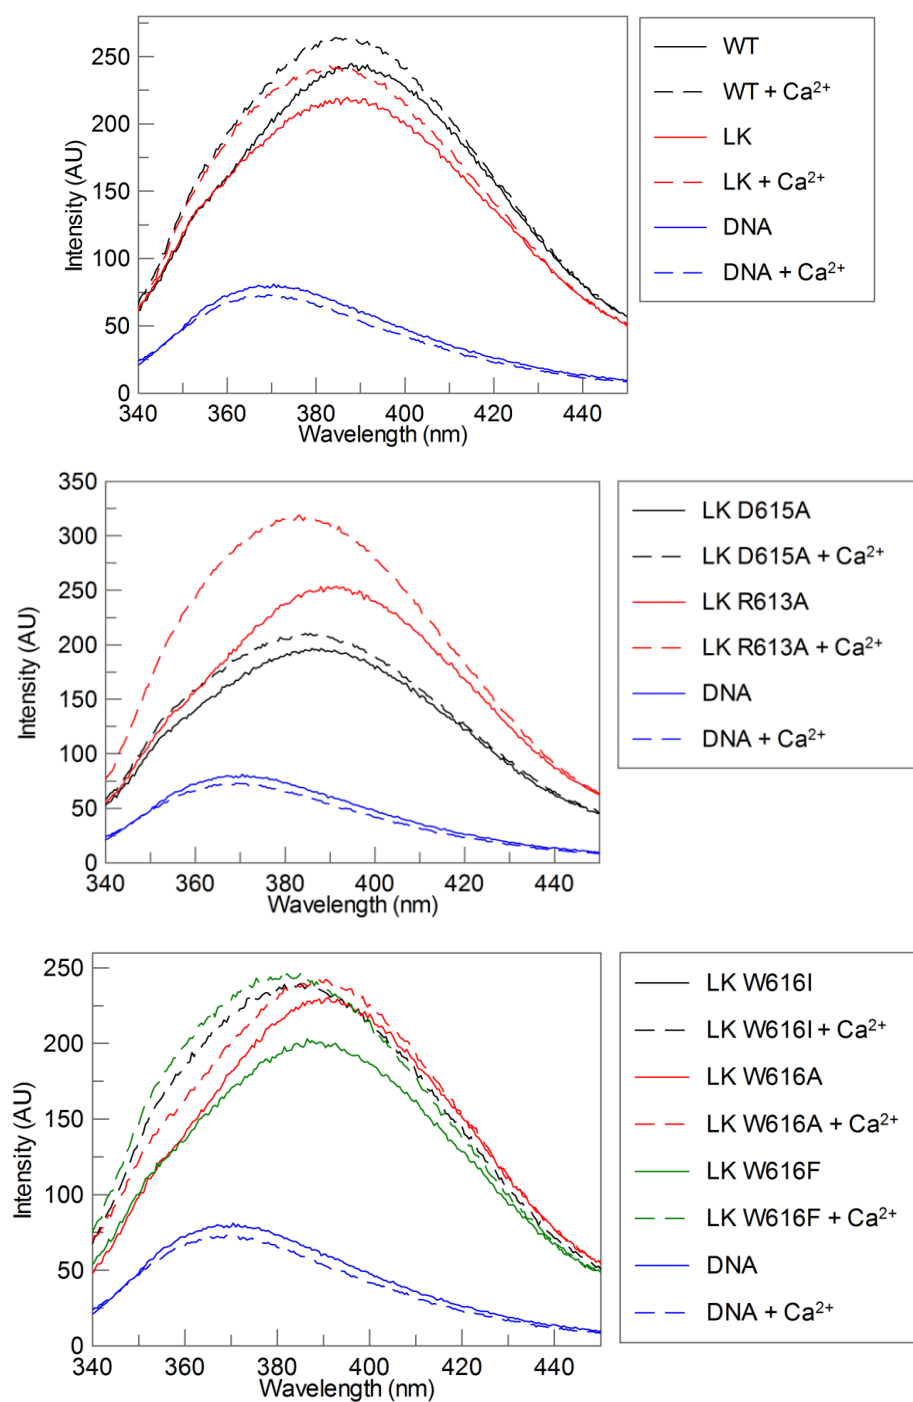 250
200
150
100
50
0
Intensity (AU)
340 360 380 400 420 440
Wavelength (nm)
WT
WT + Ca²⁺
LK
LK + Ca²⁺
DNA
DNA + Ca²⁺
350
300
250
200
150
100
50
0
Intensity (AU)
340 360 380 400 420 440
Wavelength (nm)
LK D615A
LK D615A + Ca²⁺
LK R613A
LK R613A + Ca²⁺
DNA
DNA + Ca²⁺
250
200
150
100
50
0
Intensity (AU)
340 360 380 400 420 440
Wavelength (nm)
LK W616I
LK W616I + Ca²⁺
LK W616A
LK W616A + Ca²⁺
LK W616F
LK W616F + Ca²⁺
DNA
DNA + Ca²⁺